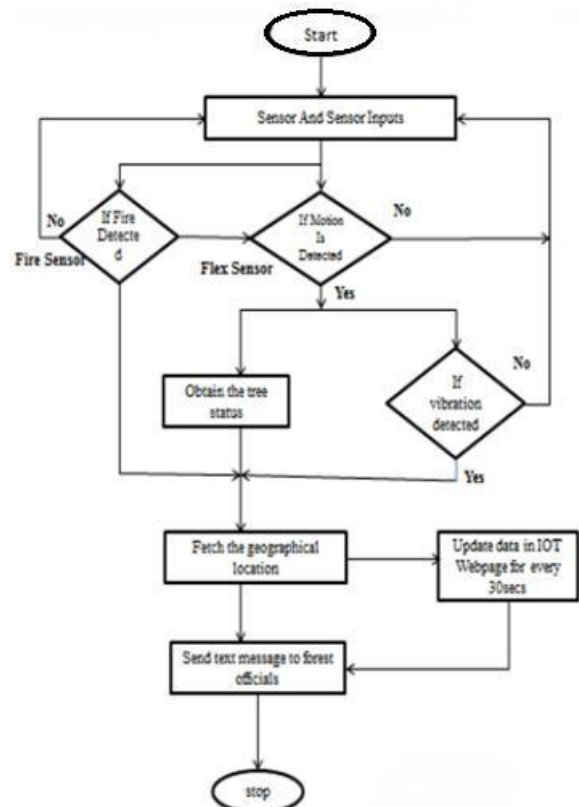 Start
Sensor And Sensor Inputs
No
If Fire
Detecte
d
Fire Sensor
If Motion
Is
Detected
Flex Sensor
No
Yes
Obtain the tree
status
If
vibration
detected
No
Yes
Fetch the geographical
location
Update data in IOT
Webpage for every
30secs
Send text message to forest
officials
stop